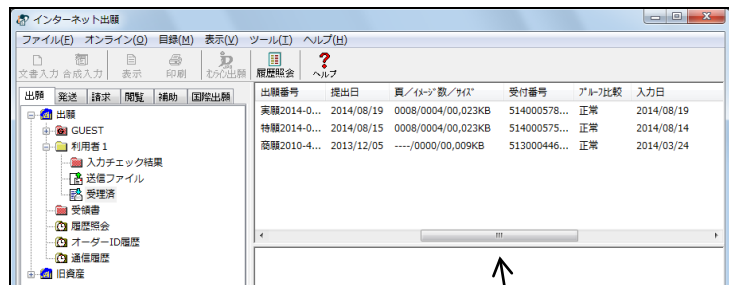 インターネット出願
ファイル(F) オンライン(O) 目録(M) 表示(V) ツール(T) ヘルプ(H)
文書入力 合成入力 表示 印刷 わらじ出願 履歴照会 ヘルプ
出願 発送 請求 閲覧 補助 国際出願
出願
GUEST
利用者1
入力チェック結果
送信ファイル
受理済
受領書
履歴照会
オーダーID履歴
通信履歴
旧資産
出願番号 提出日 頁/イメージ数/サイズ 受付番号 プルーフ比較 入力日
実願2014-0... 2014/08/19 0008/0004/00,023KB 514000578... 正常 2014/08/19
特願2014-0... 2014/08/15 0008/0004/00,023KB 514000575... 正常 2014/08/14
商願2010-4... 2013/12/05 ----/0000/00,009KB 513000446... 正常 2014/03/24